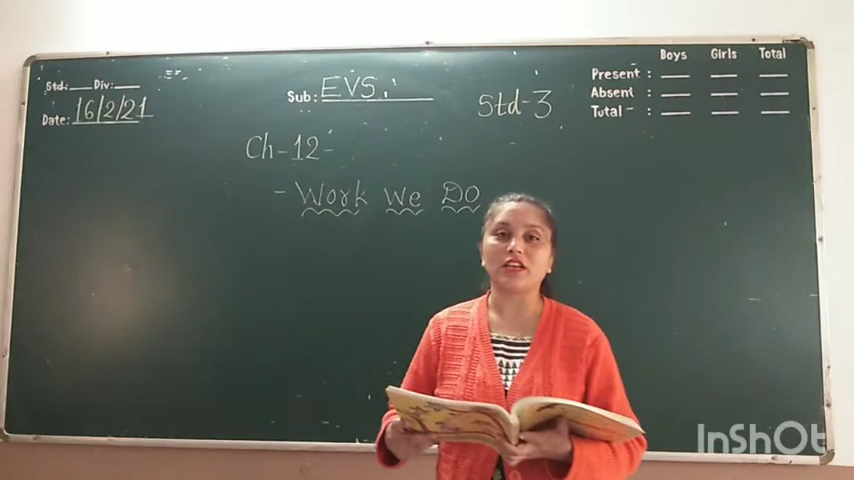 Std.: Div.:
Date: 16/2/21
Sub: EVS
Std-3
Boys Girls Total
Present :
Absent :
Total :
Ch-12-
- Work We Do
InShOt